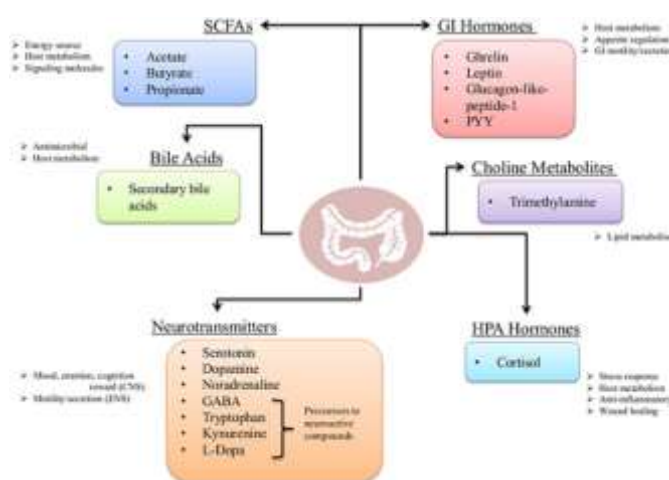 SCFAs
Energy source
Host metabolism
Signaling molecules
Acetate
Butyrate
Propionate
GI Hormones
Host metabolism
Appetite regulation
GI motility/secretion
Ghrelin
Leptin
Glucagon-like-
peptide-1
PYY
Bile Acids
Antimicrobial
Host metabolism
Secondary bile
acids
Choline Metabolites
Trimethylamine
Lipid metabolism
Neurotransmitters
Mood, emotion, cognition
reward (CNS)
Motility/secretion (ENS)
Serotonin
Dopamine
Noradrenaline
GABA
Tryptophan
Kynurenine
L-Dopa
Precursors to
neuroactive
compounds
HPA Hormones
Cortisol
Stress response
Host metabolism
Anti-inflammatory
Wound healing